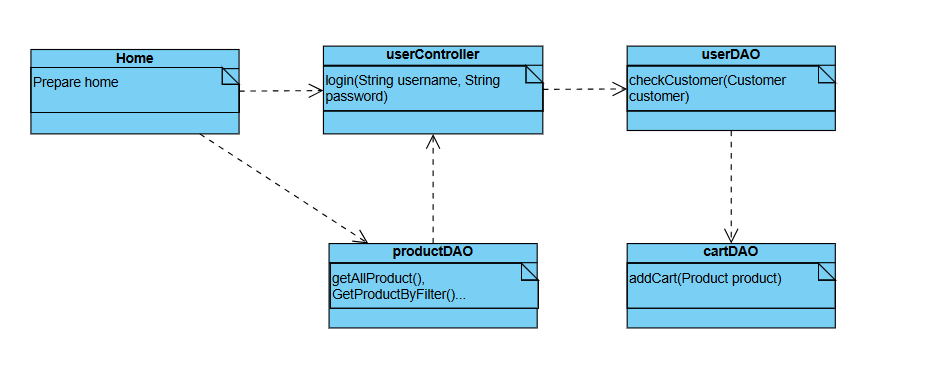 Home
Prepare home
userController
login(String username, String
password)
userDAO
checkCustomer(Customer
customer)
productDAO
getAllProduct(),
GetProductByFilter()...
cartDAO
addCart(Product product)